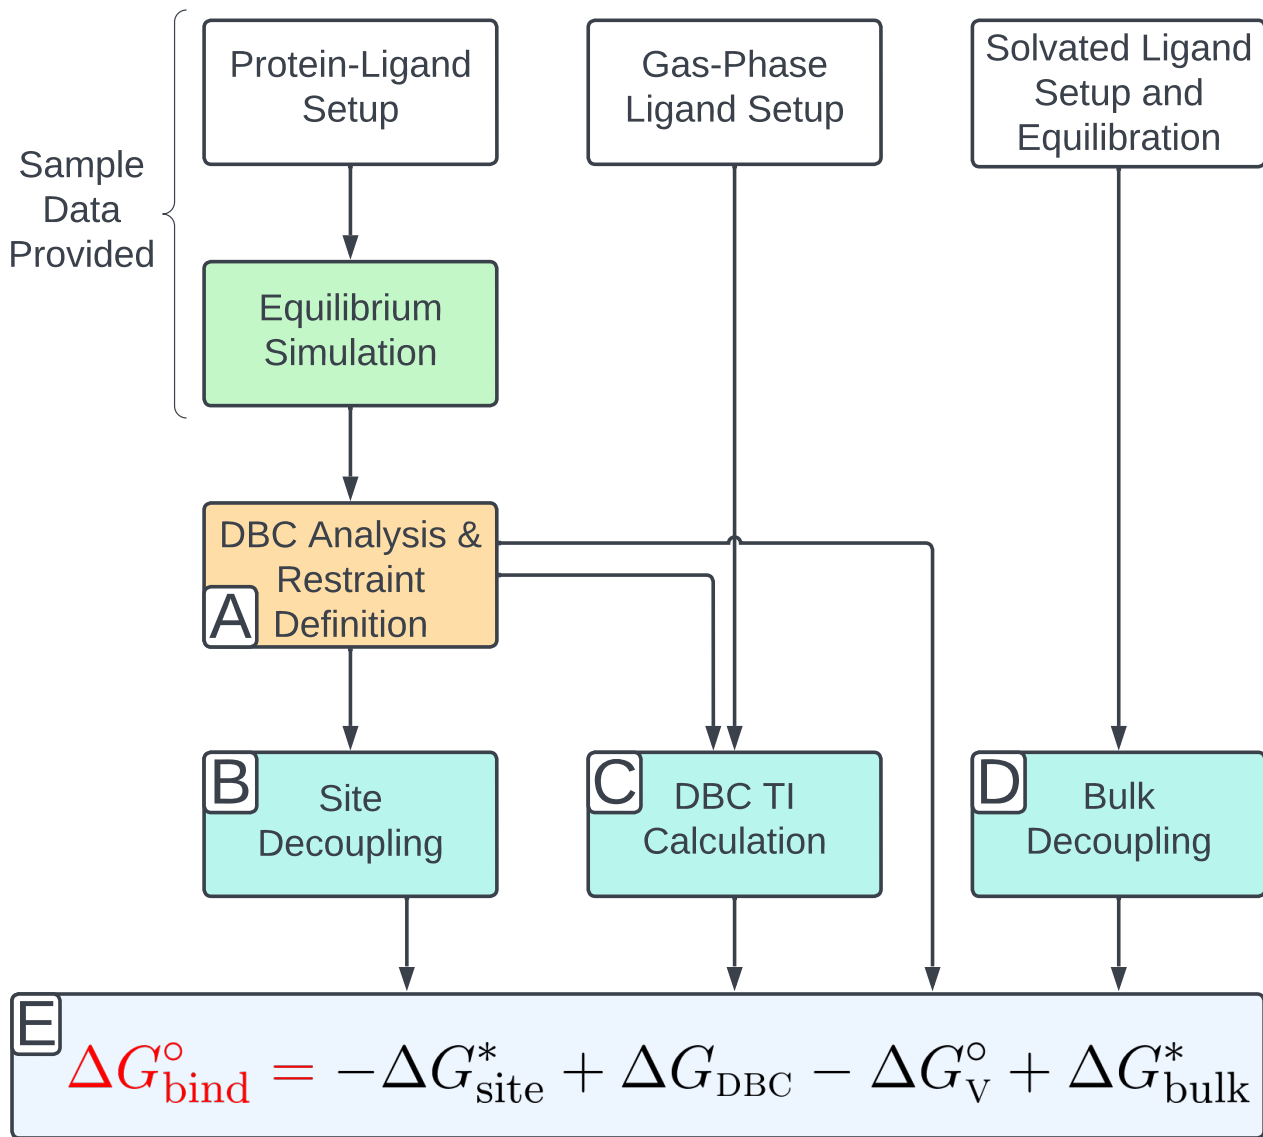 Protein-Ligand
Setup
Gas-Phase
Ligand Setup
Solvated Ligand
Setup and
Equilibration
Sample
Data
Provided
Equilibrium
Simulation
DBC Analysis &
Restraint
Definition
A
B
Site
Decoupling
C
DBC TI
Calculation
D
Bulk
Decoupling
E
ΔG°bind = −ΔG*site + ΔG_DBC − ΔG°V + ΔG*bulk